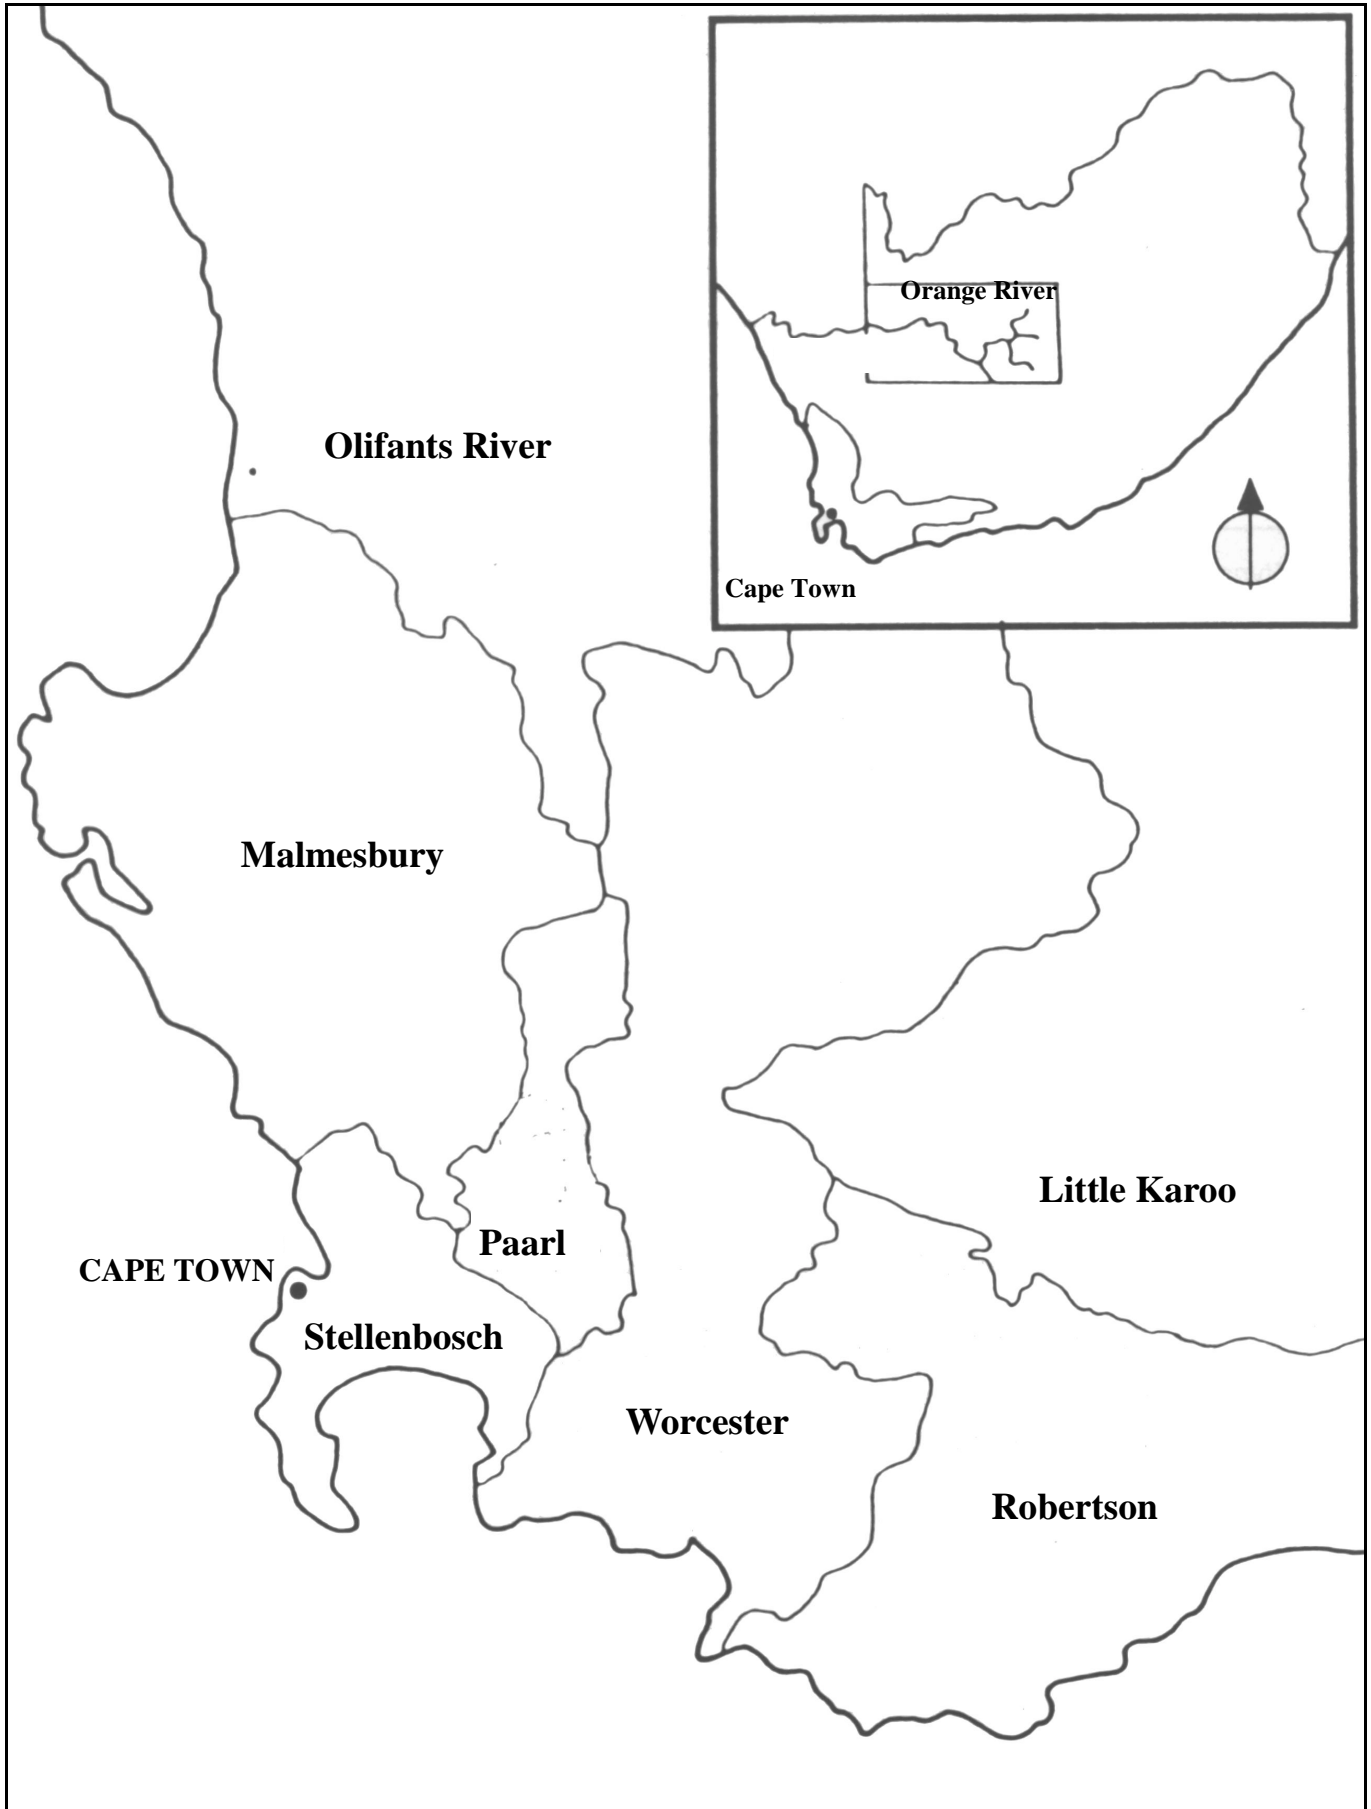 Orange River
Cape Town
Olifants River
Malmesbury
Little Karoo
Paarl
CAPE TOWN
Stellenbosch
Worcester
Robertson